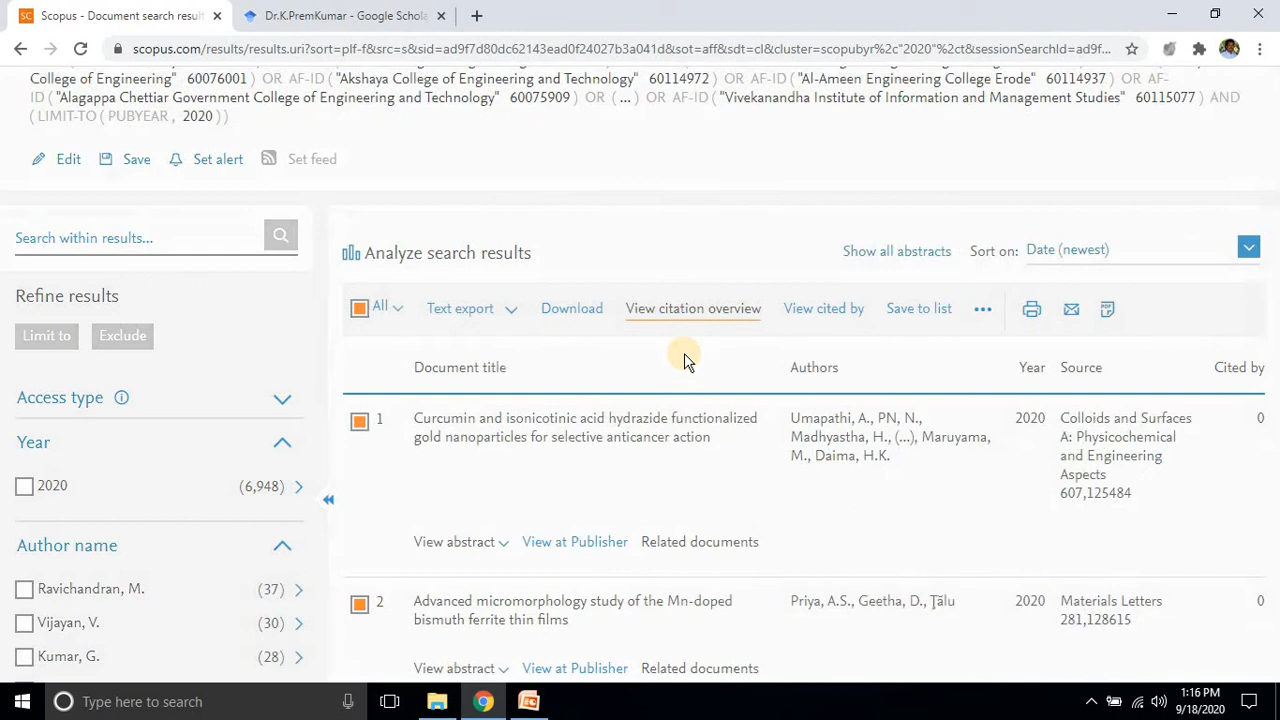 Scopus - Document search result
Dr.K.PremKumar - Google Schola
scopus.com/results/results.uri?sort=plf-f&src=s&sid=ad9f7d80dc62143ead0f24027b3a041d&sot=aff&sdt=cl&cluster=scopubyr%2c"2020"%2ct&sessionSearchId=ad9f...
College of Engineering" 60076001 ) OR AF-ID ( "Akshaya College of Engineering and Technology" 60114972 ) OR AF-ID ( "Al-Ameen Engineering College Erode" 60114937 ) OR AF-
ID ( "Alagappa Chettiar Government College of Engineering and Technology" 60075909 ) OR ( ... ) OR AF-ID ( "Vivekanandha Institute of Information and Management Studies" 60115077 ) AND
( LIMIT-TO ( PUBYEAR , 2020 ) )
Edit Save Set alert Set feed
Search within results...
Analyze search results
Show all abstracts Sort on: Date (newest)
Refine results
All Text export Download View citation overview View cited by Save to list ...
Limit to Exclude
Document title Authors Year Source Cited by
Access type
Year
2020 (6,948)
Author name
Ravichandran, M. (37)
Vijayan, V. (30)
Kumar, G. (28)
1 Curcumin and isonicotinic acid hydrazide functionalized Umapathi, A., PN, N., 2020 Colloids and Surfaces 0
gold nanoparticles for selective anticancer action Madhyastha, H., (...), Maruyama, A: Physicochemical
M., Daima, H.K. and Engineering
Aspects
607,125484
View abstract View at Publisher Related documents
2 Advanced micromorphology study of the Mn-doped Priya, A.S., Geetha, D., Ţălu 2020 Materials Letters 0
bismuth ferrite thin films 281,128615
View abstract View at Publisher Related documents
Type here to search
1:16 PM
9/18/2020